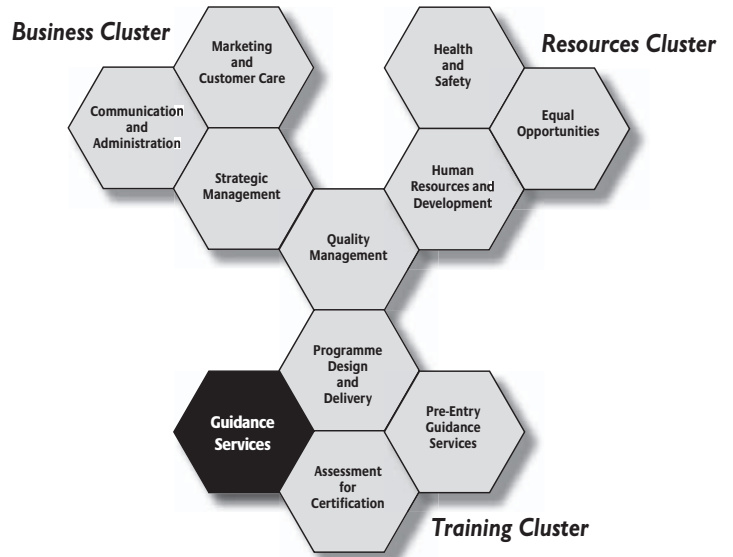 Business Cluster
Marketing
and
Customer Care
Communication
and
Administration
Strategic
Management
Resources Cluster
Health
and
Safety
Equal
Opportunities
Human
Resources and
Development
Quality
Management
Programme
Design
and
Delivery
Guidance
Services
Pre-Entry
Guidance
Services
Assessment
for
Certification
Training Cluster